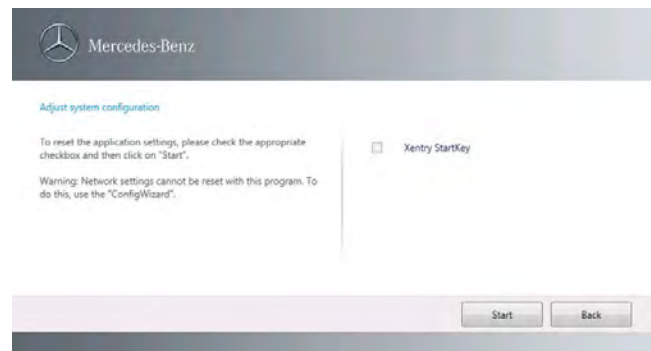 Mercedes-Benz
Adjust system configuration
To reset the application settings, please check the appropriate
checkbox and then click on "Start".
Warning: Network settings cannot be reset with this program. To
do this, use the "ConfigWizard".
Xentry StartKey
Start
Back